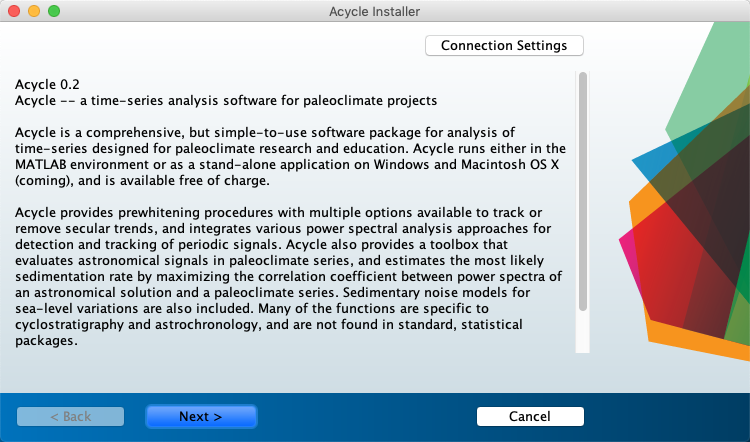 Acycle Installer
Connection Settings
Acycle 0.2
Acycle -- a time-series analysis software for paleoclimate projects
Acycle is a comprehensive, but simple-to-use software package for analysis of
time-series designed for paleoclimate research and education. Acycle runs either in the
MATLAB environment or as a stand-alone application on Windows and Macintosh OS X
(coming), and is available free of charge.
Acycle provides prewhitening procedures with multiple options available to track or
remove secular trends, and integrates various power spectral analysis approaches for
detection and tracking of periodic signals. Acycle also provides a toolbox that
evaluates astronomical signals in paleoclimate series, and estimates the most likely
sedimentation rate by maximizing the correlation coefficient between power spectra of
an astronomical solution and a paleoclimate series. Sedimentary noise models for
sea-level variations are also included. Many of the functions are specific to
cyclostratigraphy and astrochronology, and are not found in standard, statistical
packages.
< Back
Next >
Cancel